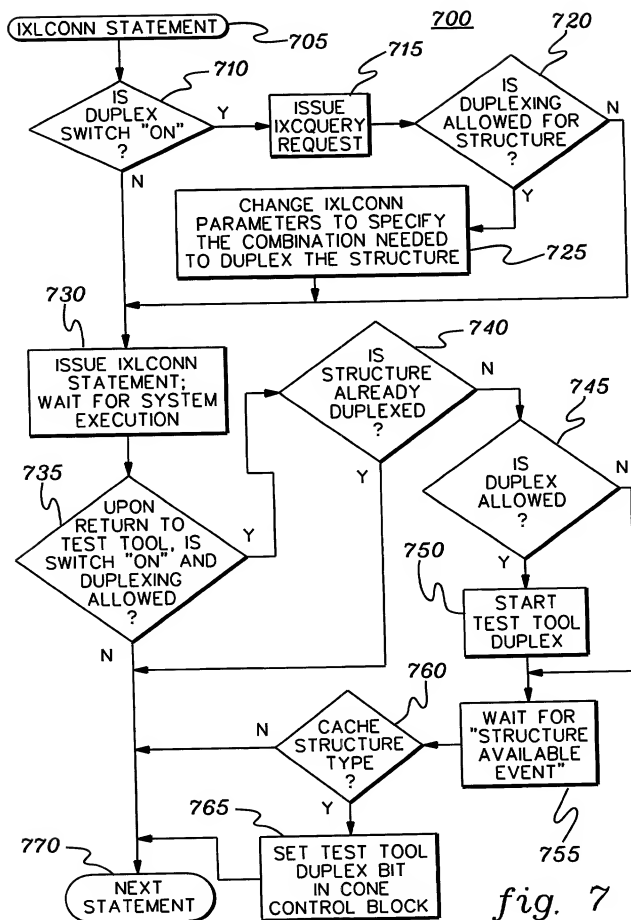 IXLCONN STATEMENT
705
700
710
IS
DUPLEX
SWITCH "ON"
?
Y
N
715
ISSUE
IXCQUERY
REQUEST
720
IS
DUPLEXING
ALLOWED FOR
STRUCTURE
?
N
Y
CHANGE IXLCONN
PARAMETERS TO SPECIFY
THE COMBINATION NEEDED
TO DUPLEX THE STRUCTURE
725
730
ISSUE IXLCONN
STATEMENT;
WAIT FOR SYSTEM
EXECUTION
735
UPON
RETURN TO
TEST TOOL, IS
SWITCH "ON" AND
DUPLEXING
ALLOWED
?
Y
N
740
IS
STRUCTURE
ALREADY
DUPLEXED
?
N
Y
745
IS
DUPLEX
ALLOWED
?
N
Y
750
START
TEST TOOL
DUPLEX
WAIT FOR
"STRUCTURE
AVAILABLE
EVENT"
755
760
CACHE
STRUCTURE
TYPE
?
N
Y
765
SET TEST TOOL
DUPLEX BIT
IN CONE
CONTROL BLOCK
770
NEXT
STATEMENT
fig. 7